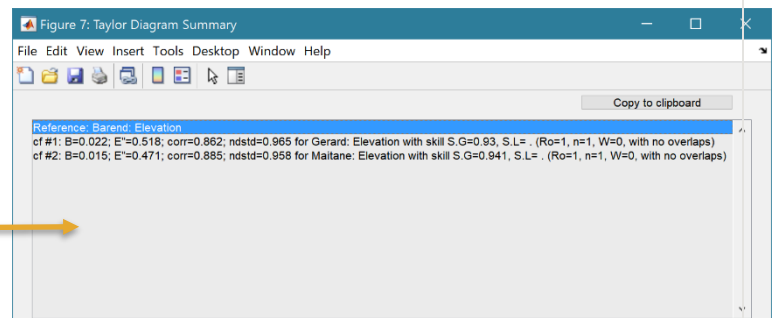 Figure 7: Taylor Diagram Summary
File Edit View Insert Tools Desktop Window Help
Copy to clipboard
Reference: Barend: Elevation
cf #1: B=0.022; E"=0.518; corr=0.862; ndstd=0.965 for Gerard: Elevation with skill S.G=0.93, S.L= . (Ro=1, n=1, W=0, with no overlaps)
cf #2: B=0.015; E"=0.471; corr=0.885; ndstd=0.958 for Maitane: Elevation with skill S.G=0.941, S.L= . (Ro=1, n=1, W=0, with no overlaps)